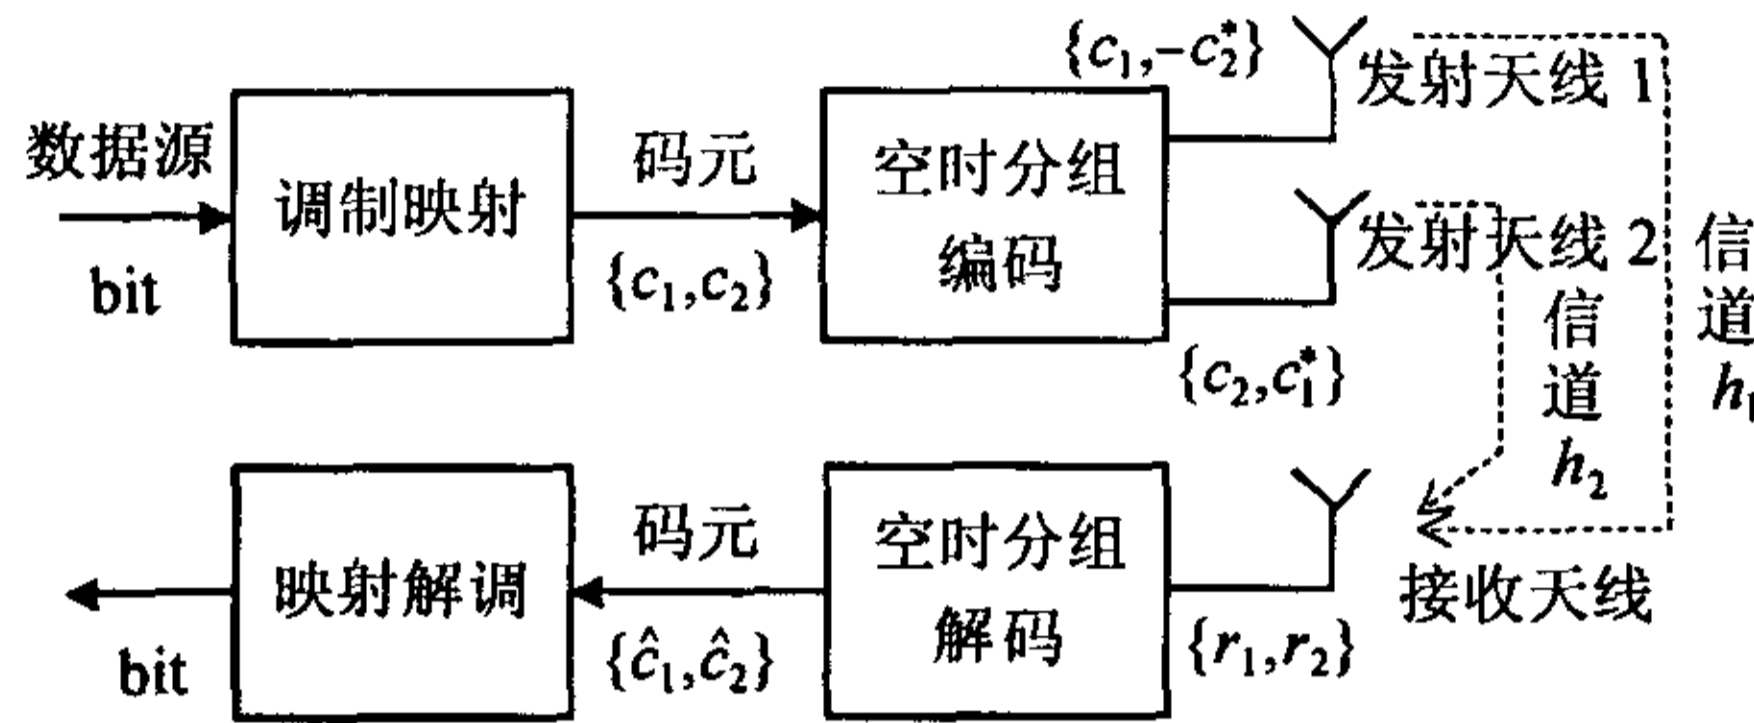 {c₁,-c₂*}
发射天线 1
数据源
调制映射
码元
空时分组
编码
发射天线 2
bit
{c₁,c₂}
{c₂,c₁*}
信道
h₂
信道
h₁
映射解调
码元
空时分组
解码
接收天线
bit
{ĉ₁,ĉ₂}
{r₁,r₂}